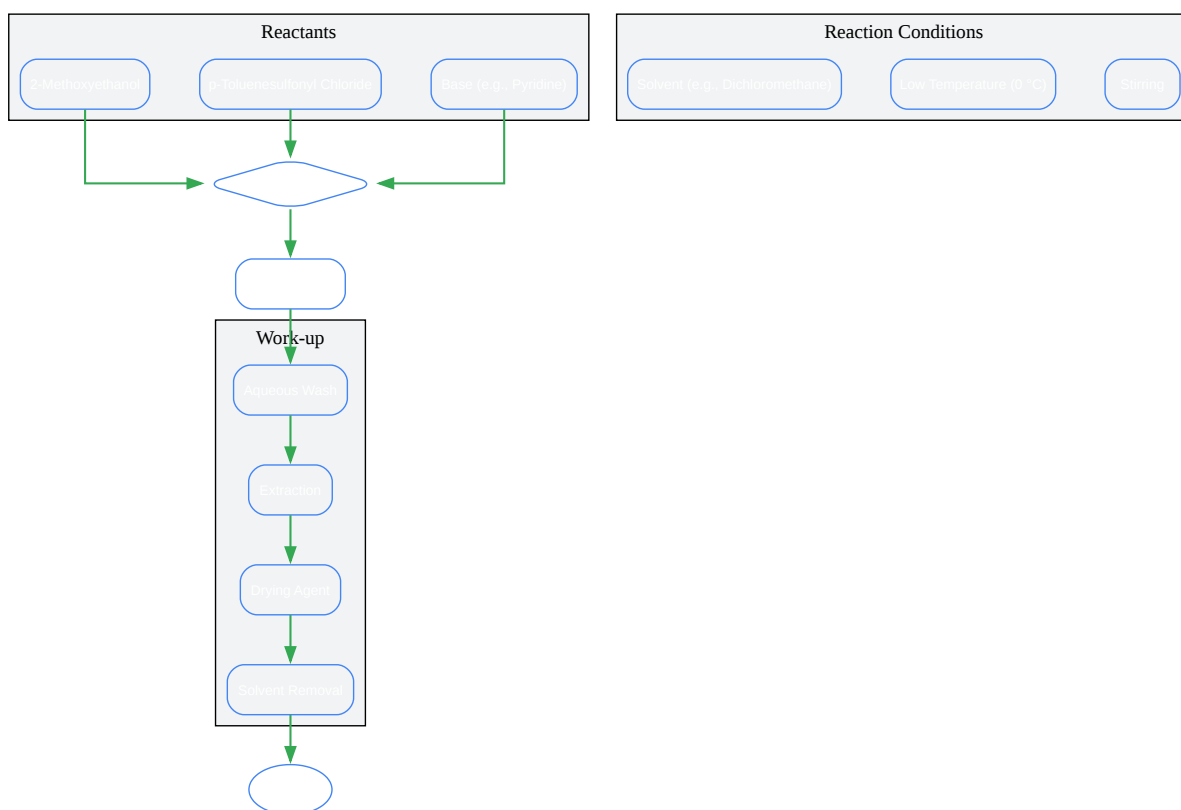 Reactants
2-Methoxyethanol
p-Toluenesulfonyl Chloride
Base (e.g., Pyridine)
Reaction Conditions
Solvent (e.g., Dichloromethane)
Low Temperature (0 °C)
Stirring
Work-up
Aqueous Wash
Extraction
Drying Agent
Solvent Removal